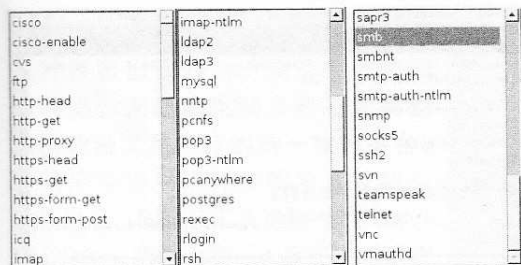 cisco
cisco-enable
cvs
ftp
http-head
http-get
http-proxy
https-head
https-get
https-form-get
https-form-post
icq
imap
imap-ntlm
ldap2
ldap3
mysql
nntp
pcnfs
pop3
pop3-ntlm
pcanywhere
postgres
rexec
rlogin
rsh
sapr3
smb
smbnt
smtp-auth
smtp-auth-ntlm
snmp
socks5
ssh2
svn
teamspeak
telnet
vnc
vmauthd